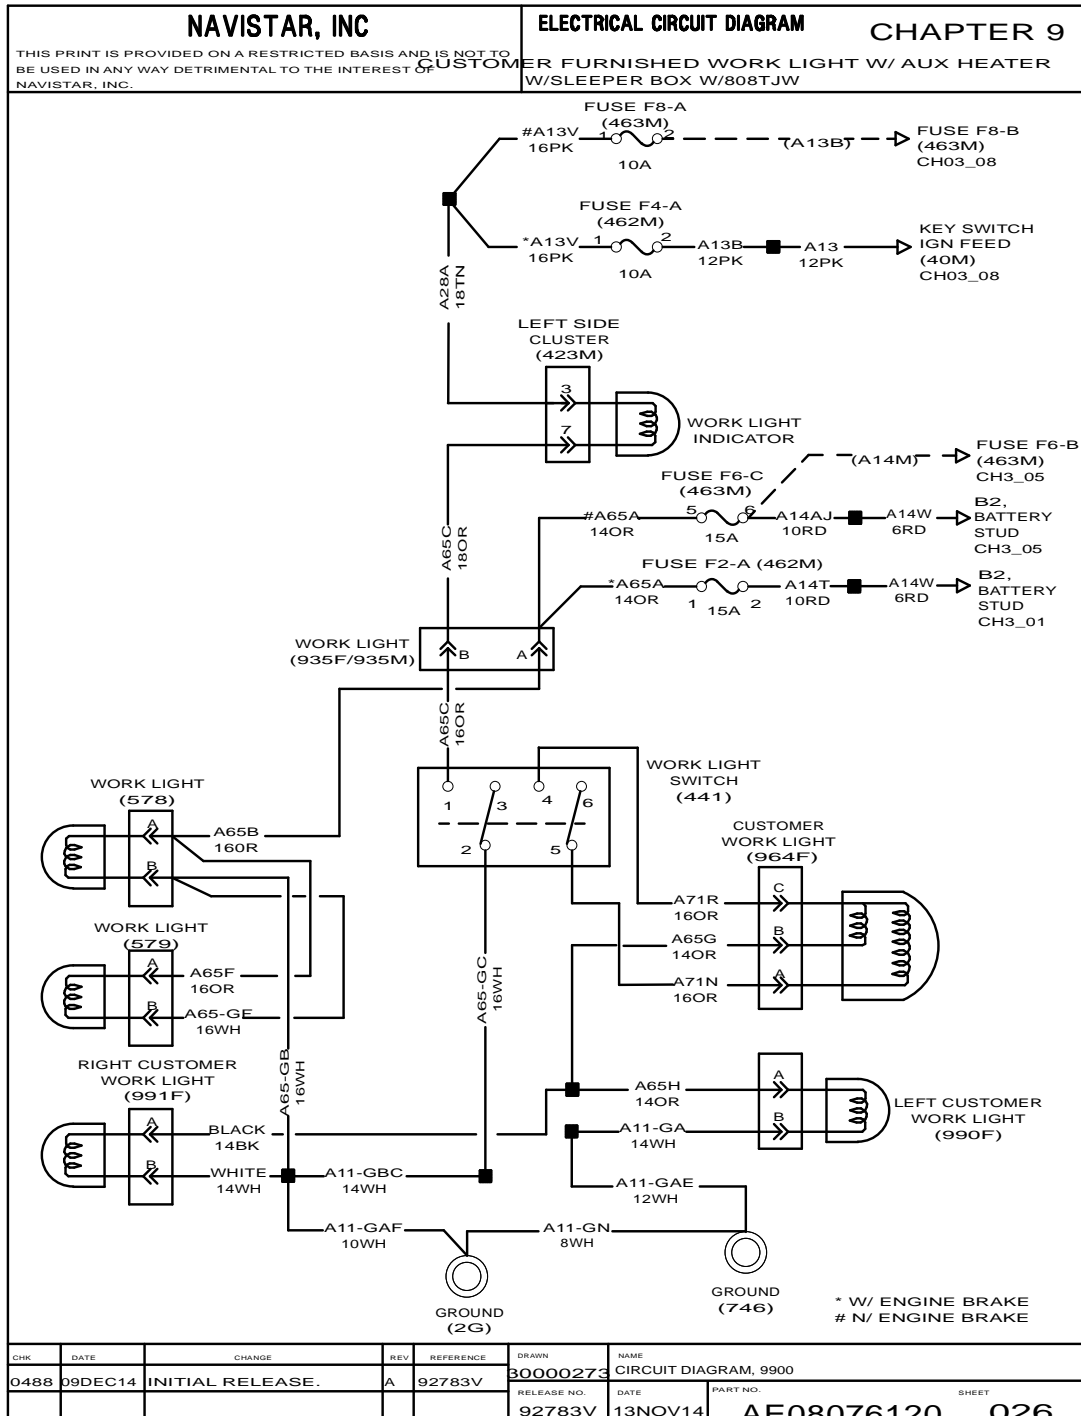 NAVISTAR, INC
THIS PRINT IS PROVIDED ON A RESTRICTED BASIS AND IS NOT TO
BE USED IN ANY WAY DETRIMENTAL TO THE INTEREST OF
NAVISTAR, INC.
ELECTRICAL CIRCUIT DIAGRAM
CHAPTER 9
CUSTOMER FURNISHED WORK LIGHT W/ AUX HEATER
W/SLEEPER BOX W/808TJW
FUSE F8-A
(463M)
#A13V
16PK
1
2
10A
(A13B)
FUSE F8-B
(463M)
CH03_08
FUSE F4-A
(462M)
*A13V
16PK
1
2
10A
A13B
12PK
A13
12PK
KEY SWITCH
IGN FEED
(40M)
CH03_08
A28A
18TN
LEFT SIDE
CLUSTER
(423M)
3
7
WORK LIGHT
INDICATOR
(A14M)
FUSE F6-B
(463M)
CH3_05
FUSE F6-C
(463M)
#A65A
14OR
5
6
15A
A14AJ
10RD
A14W
6RD
B2,
BATTERY
STUD
CH3_05
FUSE F2-A (462M)
*A65A
14OR
1
15A
2
A14T
10RD
A14W
6RD
B2,
BATTERY
STUD
CH3_01
A65C
18OR
WORK LIGHT
(935F/935M)
B
A
A65C
16OR
WORK LIGHT
SWITCH
(441)
1
3
4
6
2
5
WORK LIGHT
(578)
A
B
A65B
160R
CUSTOMER
WORK LIGHT
(964F)
C
B
A
A71R
16OR
A65G
14OR
A71N
16OR
WORK LIGHT
(579)
A
B
A65F
16OR
A65-GE
16WH
A65-GC
16WH
A65-GB
16WH
RIGHT CUSTOMER
WORK LIGHT
(991F)
A
B
BLACK
14BK
WHITE
14WH
A11-GBC
14WH
A65H
14OR
A11-GA
14WH
A
B
LEFT CUSTOMER
WORK LIGHT
(990F)
A11-GAE
12WH
A11-GAF
10WH
A11-GN
8WH
GROUND
(2G)
GROUND
(746)
* W/ ENGINE BRAKE
# N/ ENGINE BRAKE
CHK DATE CHANGE REV REFERENCE
0488 09DEC14 INITIAL RELEASE. A 92783V
DRAWN
30000273
NAME
CIRCUIT DIAGRAM, 9900
RELEASE NO.
92783V
DATE
13NOV14
PART NO.
AE08076120
SHEET
026